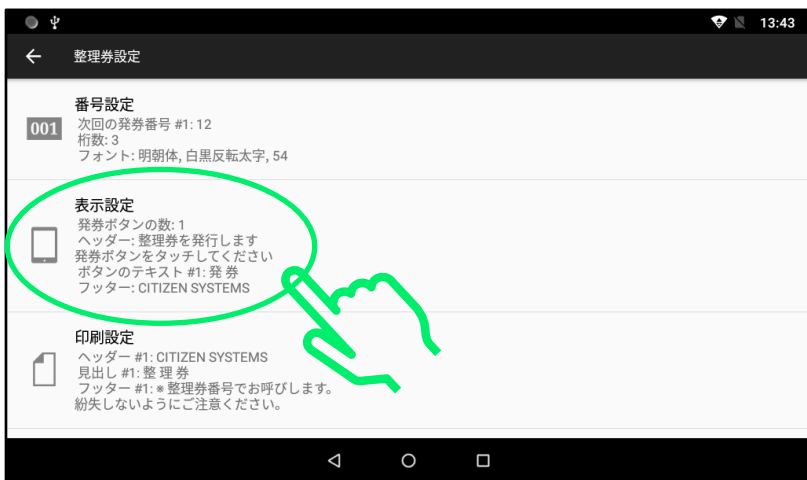 13:43
整理券設定
番号設定
001
次回の発券番号 #1: 12
桁数: 3
フォント: 明朝体, 白黒反転太字, 54
表示設定
発券ボタンの数: 1
ヘッダー: 整理券を発行します
発券ボタンをタッチしてください
ボタンのテキスト #1: 発 券
フッター: CITIZEN SYSTEMS
印刷設定
ヘッダー #1: CITIZEN SYSTEMS
見出し #1: 整 理 券
フッター #1: ※ 整理券番号でお呼びします。
紛失しないようにご注意ください。